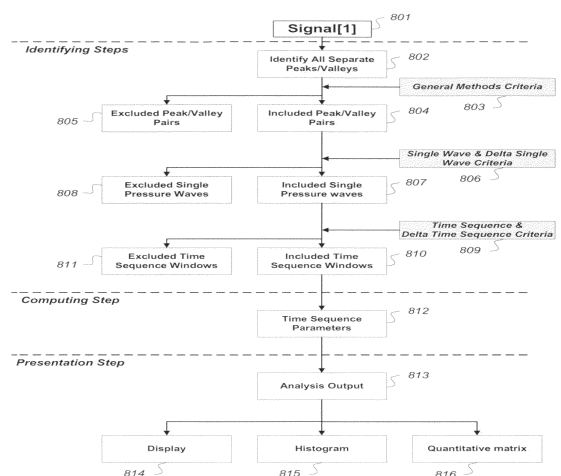 Signal[1]
801
Identifying Steps
Identify All Separate
Peaks/Valleys
802
General Methods Criteria
803
Excluded Peak/Valley
Pairs
805
Included Peak/Valley
Pairs
804
Single Wave & Delta Single
Wave Criteria
806
Excluded Single
Pressure Waves
808
Included Single
Pressure waves
807
Time Sequence &
Delta Time Sequence Criteria
809
Excluded Time
Sequence Windows
811
Included Time
Sequence Windows
810
Computing Step
Time Sequence
Parameters
812
Presentation Step
Analysis Output
813
Display
814
Histogram
815
Quantitative matrix
816